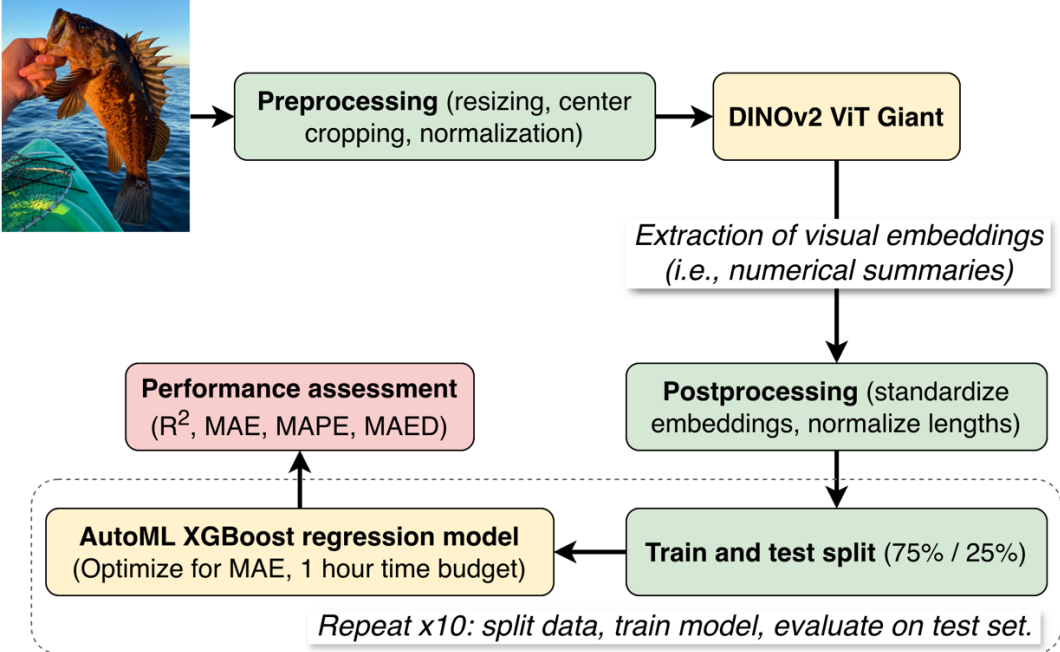 Preprocessing (resizing, center
cropping, normalization)
DINOv2 ViT Giant
Extraction of visual embeddings
(i.e., numerical summaries)
Postprocessing (standardize
embeddings, normalize lengths)
Train and test split (75% / 25%)
AutoML XGBoost regression model
(Optimize for MAE, 1 hour time budget)
Performance assessment
(R², MAE, MAPE, MAED)
Repeat x10: split data, train model, evaluate on test set.